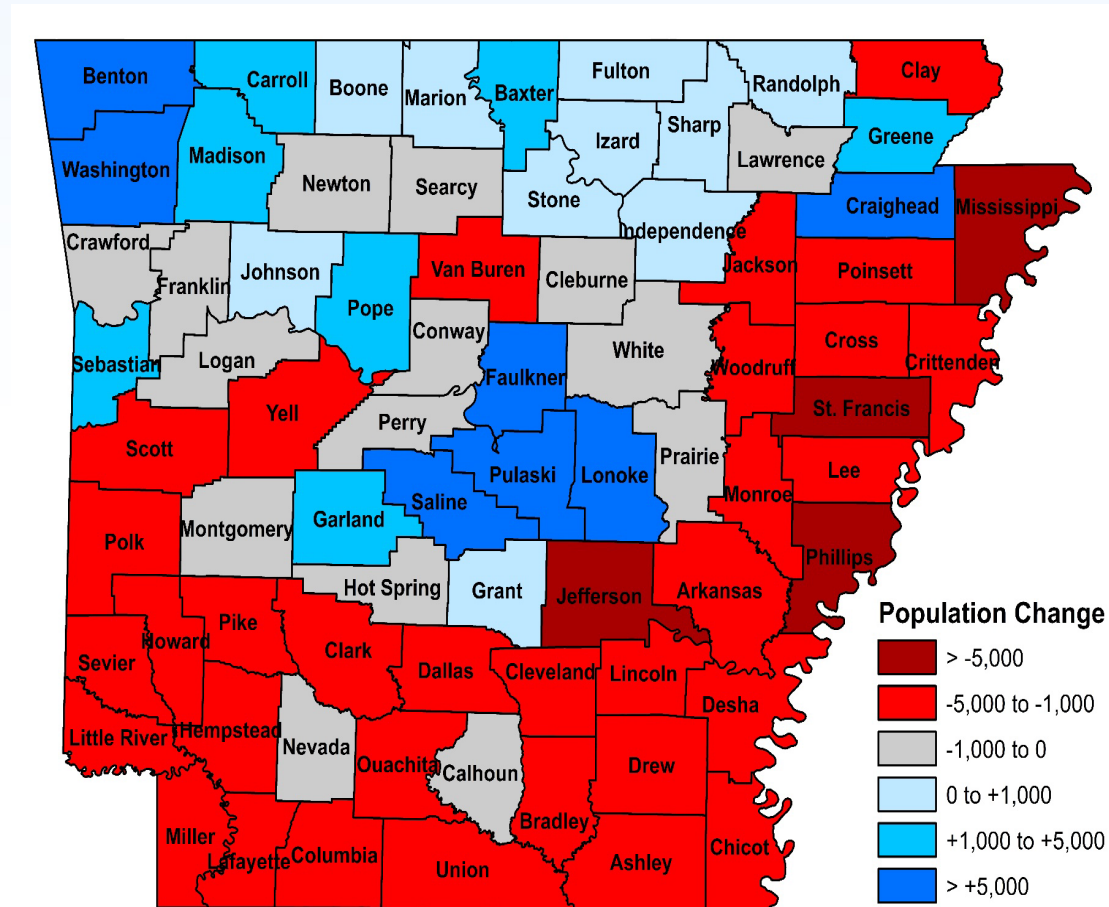 Benton
Carroll
Boone
Marion
Baxter
Fulton
Randolph
Clay
Washington
Madison
Newton
Searcy
Stone
Izard
Sharp
Lawrence
Greene
Crawford
Franklin
Johnson
Pope
Van Buren
Cleburne
Independence
Jackson
Craighead
Mississippi
Poinsett
Sebastian
Logan
Conway
Faulkner
White
Woodruff
Cross
Crittenden
Scott
Yell
Perry
Pulaski
Lonoke
Prairie
St. Francis
Lee
Monroe
Polk
Montgomery
Garland
Saline
Hot Spring
Grant
Jefferson
Arkansas
Phillips
Sevier
Howard
Pike
Clark
Dallas
Cleveland
Lincoln
Desha
Little River
Hempstead
Nevada
Ouachita
Calhoun
Bradley
Drew
Miller
Lafayette
Columbia
Union
Ashley
Chicot
Population Change
> -5,000
-5,000 to -1,000
-1,000 to 0
0 to +1,000
+1,000 to +5,000
> +5,000